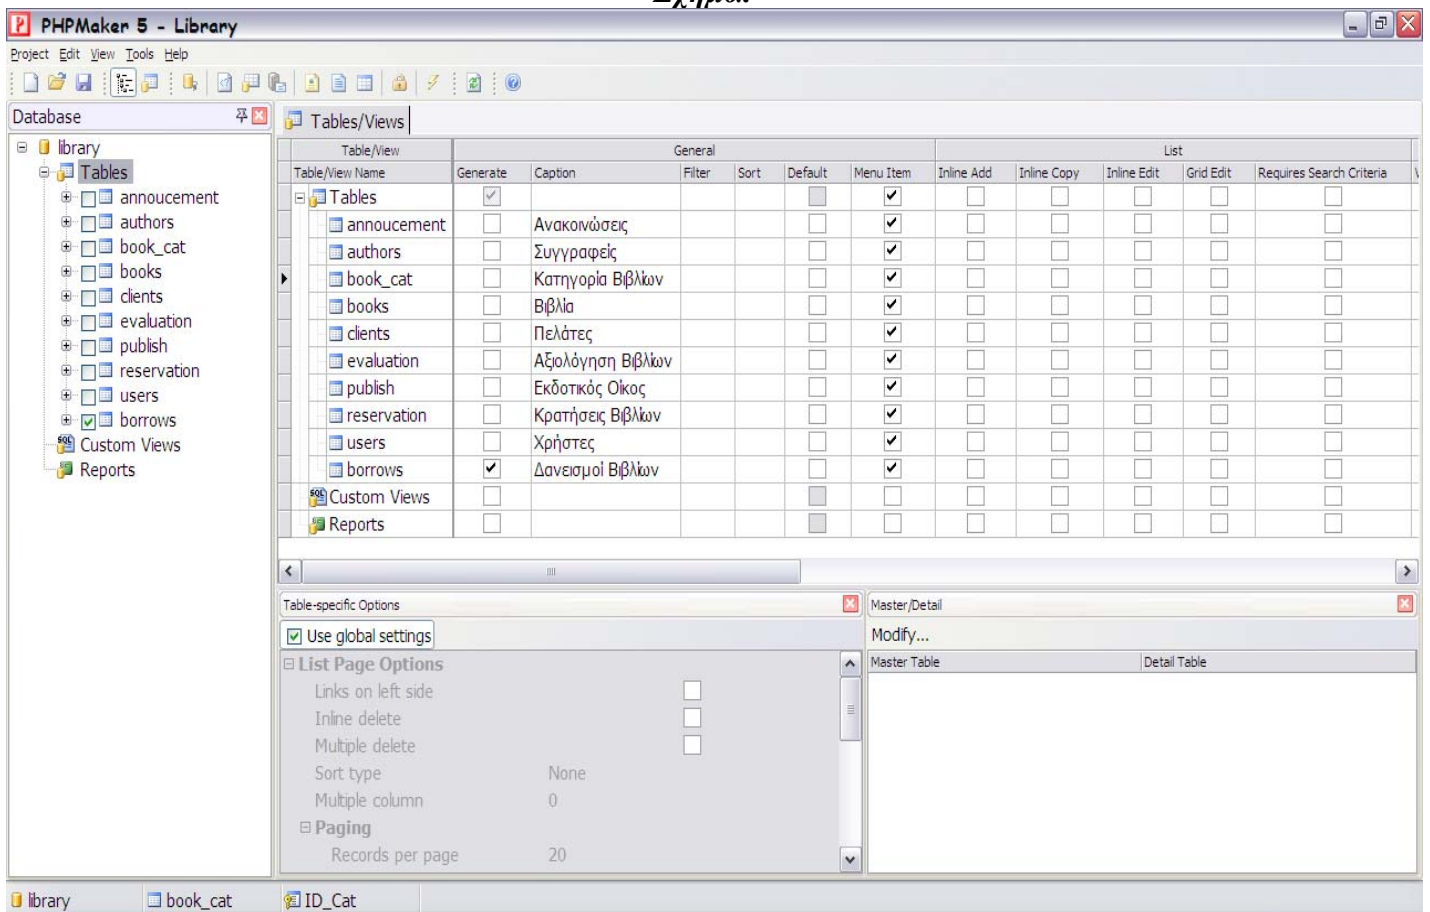 PHPMaker 5 - Library
Project Edit View Tools Help
Database
Tables/Views
library
Tables
annoucement
authors
book_cat
books
clients
evaluation
publish
reservation
users
borrows
Custom Views
Reports
Table/View General List
Table/View Name Generate Caption Filter Sort Default Menu Item Inline Add Inline Copy Inline Edit Grid Edit Requires Search Criteria
Tables
annoucement Ανακοινώσεις
authors Συγγραφείς
book_cat Κατηγορία Βιβλίων
books Βιβλία
clients Πελάτες
evaluation Αξιολόγηση Βιβλίων
publish Εκδοτικός Οίκος
reservation Κρατήσεις Βιβλίων
users Χρήστες
borrows Δανεισμοί Βιβλίων
Custom Views
Reports
Table-specific Options
Use global settings
List Page Options
Links on left side
Inline delete
Multiple delete
Sort type None
Multiple column 0
Paging
Records per page 20
Master/Detail
Modify...
Master Table Detail Table
library book_cat ID_Cat